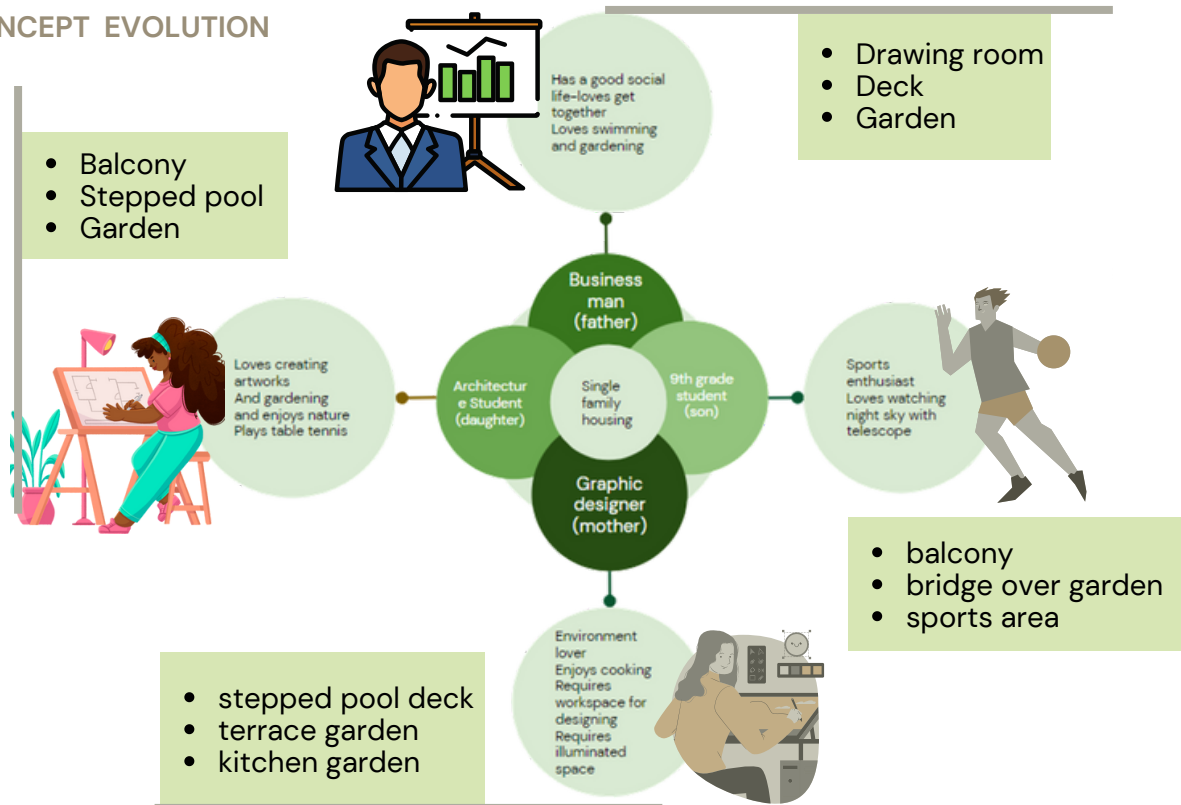 NCEPT EVOLUTION
Has a good social
life-loves get
together
Loves swimming
and gardening
• Drawing room
• Deck
• Garden
• Balcony
• Stepped pool
• Garden
Business
man
(father)
Loves creating
artworks
And gardening
and enjoys nature
Plays table tennis
Architectur
e Student
(daughter)
Single
family
housing
9th grade
student
(son)
Sports
enthusiast
Loves watching
night sky with
telescope
Graphic
designer
(mother)
• balcony
• bridge over garden
• sports area
Environment
lover
Enjoys cooking
Requires
workspace for
designing
Requires
illuminated
space
• stepped pool deck
• terrace garden
• kitchen garden